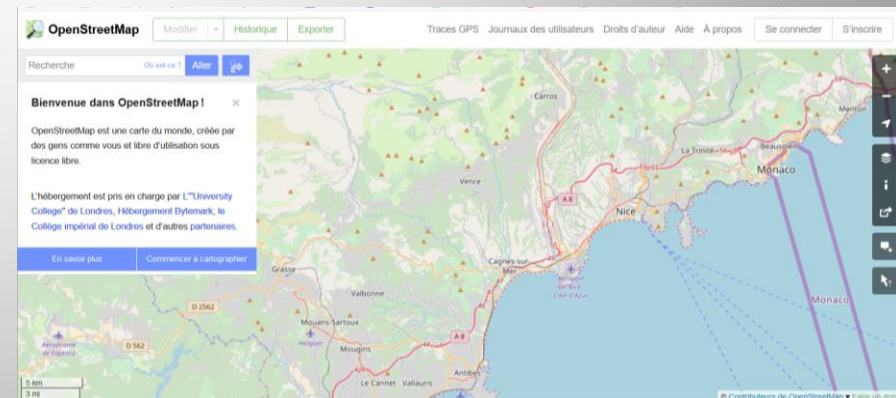 OpenStreetMap
Modifier
Historique
Exporter
Traces GPS
Journaux des utilisateurs
Droits d'auteur
Aide
À propos
Se connecter
S'inscrire
Recherche
Où est-ce ?
Aller
Bienvenue dans OpenStreetMap !
OpenStreetMap est une carte du monde, créée par
des gens comme vous et libre d'utilisation sous
licence libre.
L'hébergement est pris en charge par L'"University
College" de Londres, Hébergement Bytemark, le
Collège impérial de Londres et d'autres partenaires.
En savoir plus
Commencer à cartographier
Carros
Menton
La Trinité
Beausoleil
Monaco
Vence
A 8
Nice
Cagnes-sur-
Mer
Aéroport
de Nice
Côte d'Azur
Grasse
Valbonne
D 2562
Monaco
Mouans-Sartoux
Aérodrome
de Fayence
D 562
Héliport
Mougins
A 8
Antibes
Le Cannet
Vallauris
5 km
3 mi
© Contributeurs de OpenStreetMap ♥ Faire un don